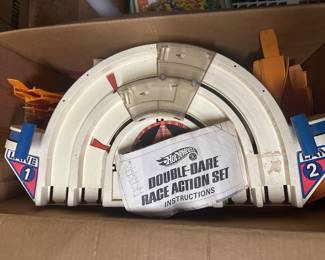 Hot Wheels
DOUBLE-DARE
RACE ACTION SET
INSTRUCTIONS
LANE
1
LANE
2